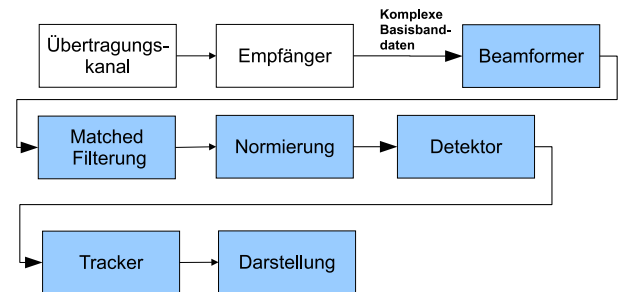 Übertragungs-
kanal
Empfänger
Komplexe
Basisband-
daten
Beamformer
Matched
Filterung
Normierung
Detektor
Tracker
Darstellung